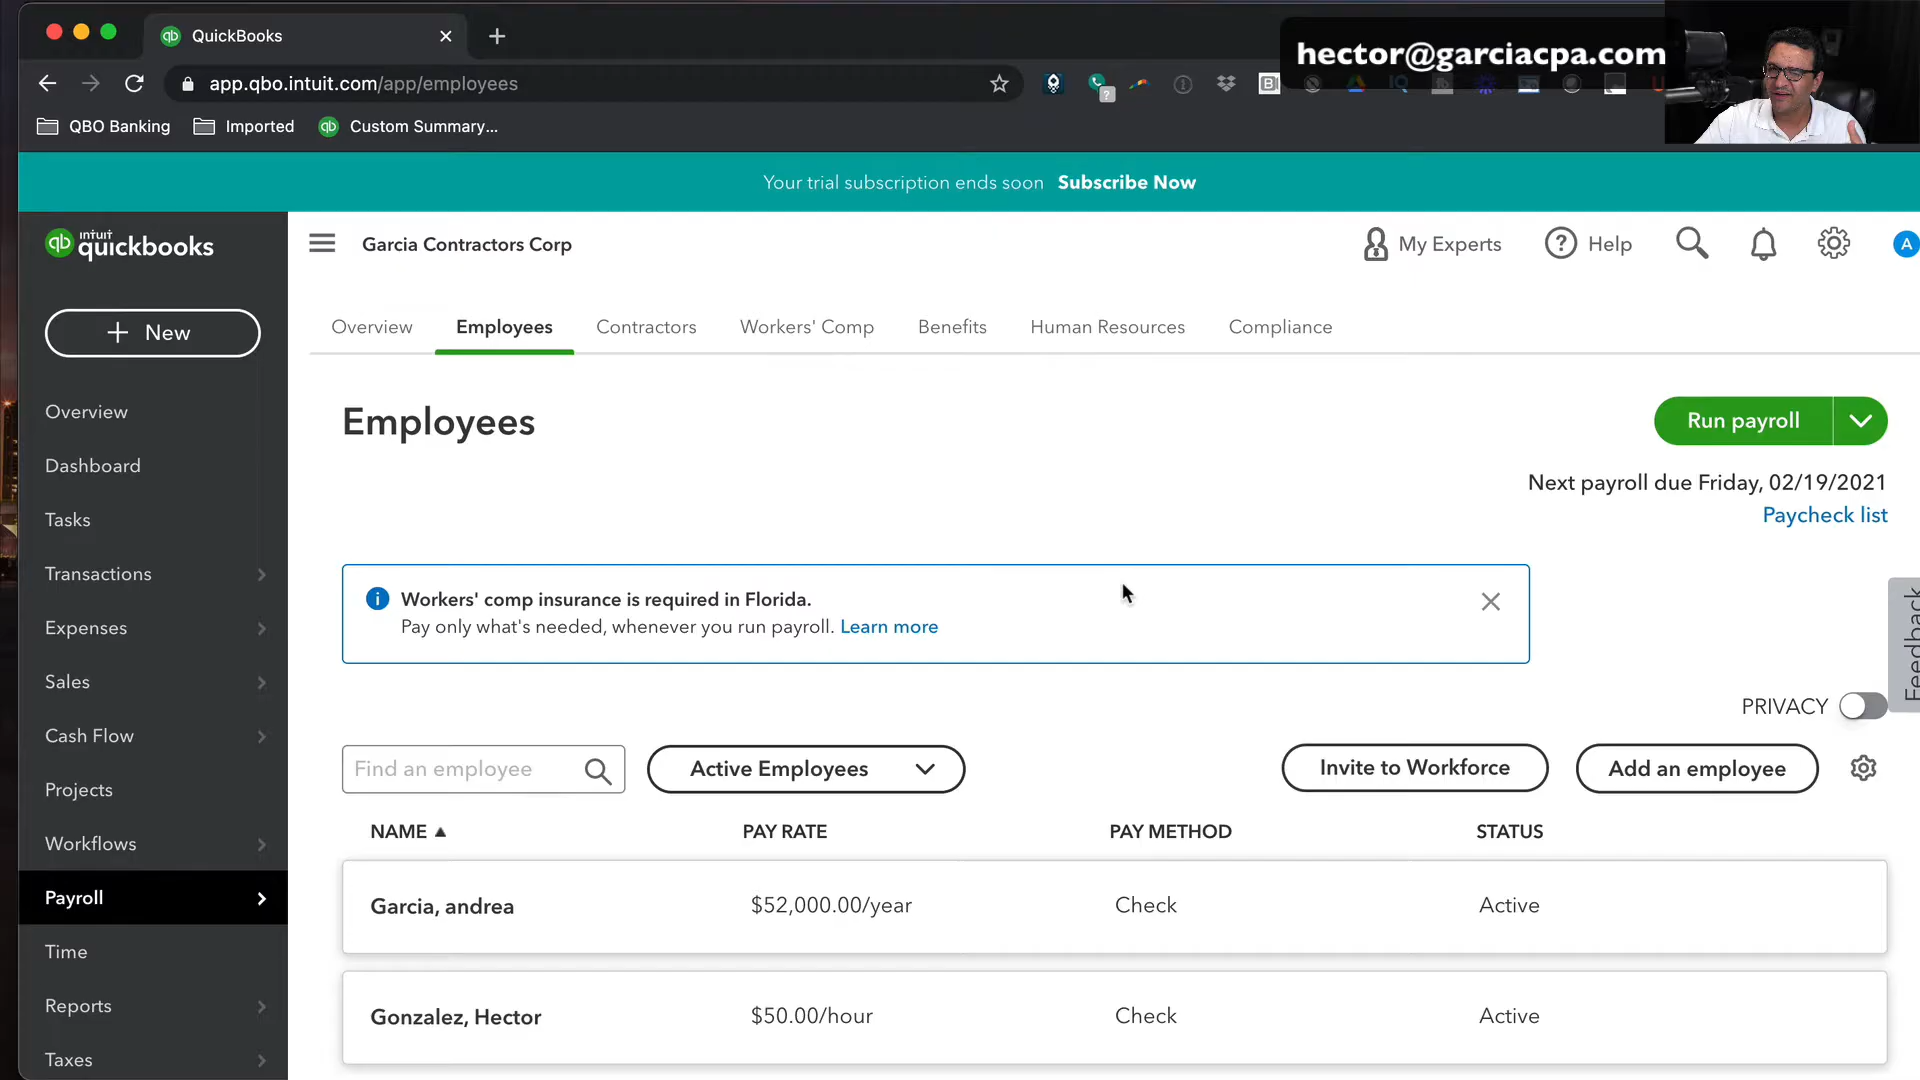 QuickBooks
hector@garciacpa.com
app.qbo.intuit.com/app/employees
QBO Banking
Imported
Custom Summary...
Your trial subscription ends soon Subscribe Now
intuit
quickbooks
Garcia Contractors Corp
My Experts
Help
A
New
Overview
Employees
Contractors
Workers' Comp
Benefits
Human Resources
Compliance
Employees
Run payroll
Next payroll due Friday, 02/19/2021
Paycheck list
Overview
Dashboard
Tasks
Transactions
Expenses
Sales
Cash Flow
Projects
Workflows
Payroll
Time
Reports
Taxes
Workers' comp insurance is required in Florida.
Pay only what's needed, whenever you run payroll. Learn more
Feedback
PRIVACY
Find an employee
Active Employees
Invite to Workforce
Add an employee
NAME PAY RATE PAY METHOD STATUS
Garcia, andrea $52,000.00/year Check Active
Gonzalez, Hector $50.00/hour Check Active